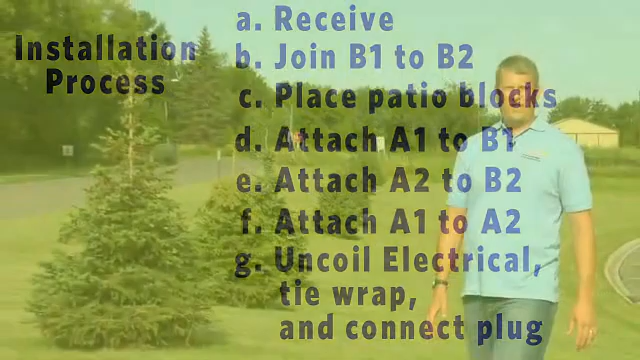 Installation
Process
a. Receive
b. Join B1 to B2
c. Place patio blocks
d. Attach A1 to B1
e. Attach A2 to B2
f. Attach A1 to A2
g. Uncoil Electrical,
tie wrap,
and connect plug